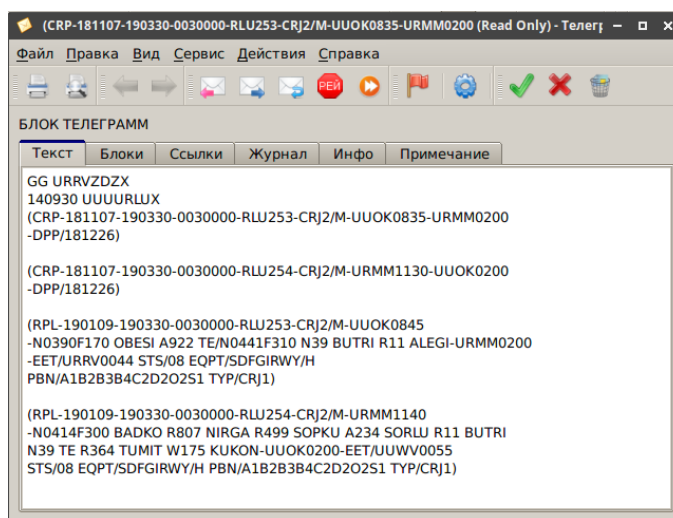 (CRP-181107-190330-0030000-RLU253-CRJ2/M-UUOK0835-URMM0200 (Read Only) - Телегр
Файл Правка Вид Сервис Действия Справка
РЕЙ
БЛОК ТЕЛЕГРАММ
Текст Блоки Ссылки Журнал Инфо Примечание
GG URRVZDZX
140930 UUUURLUX
(CRP-181107-190330-0030000-RLU253-CRJ2/M-UUOK0835-URMM0200
-DPP/181226)
(CRP-181107-190330-0030000-RLU254-CRJ2/M-URMM1130-UUOK0200
-DPP/181226)
(RPL-190109-190330-0030000-RLU253-CRJ2/M-UUOK0845
-N0390F170 OBESI A922 TE/N0441F310 N39 BUTRI R11 ALEGI-URMM0200
-EET/URRV0044 STS/08 EQPT/SDFGIRWY/H
PBN/A1B2B3B4C2D2O2S1 TYP/CRJ1)
(RPL-190109-190330-0030000-RLU254-CRJ2/M-URMM1140
-N0414F300 BADKO R807 NIRGA R499 SOPKU A234 SORLU R11 BUTRI
N39 TE R364 TUMIT W175 KUKON-UUOK0200-EET/UUWV0055
STS/08 EQPT/SDFGIRWY/H PBN/A1B2B3B4C2D2O2S1 TYP/CRJ1)